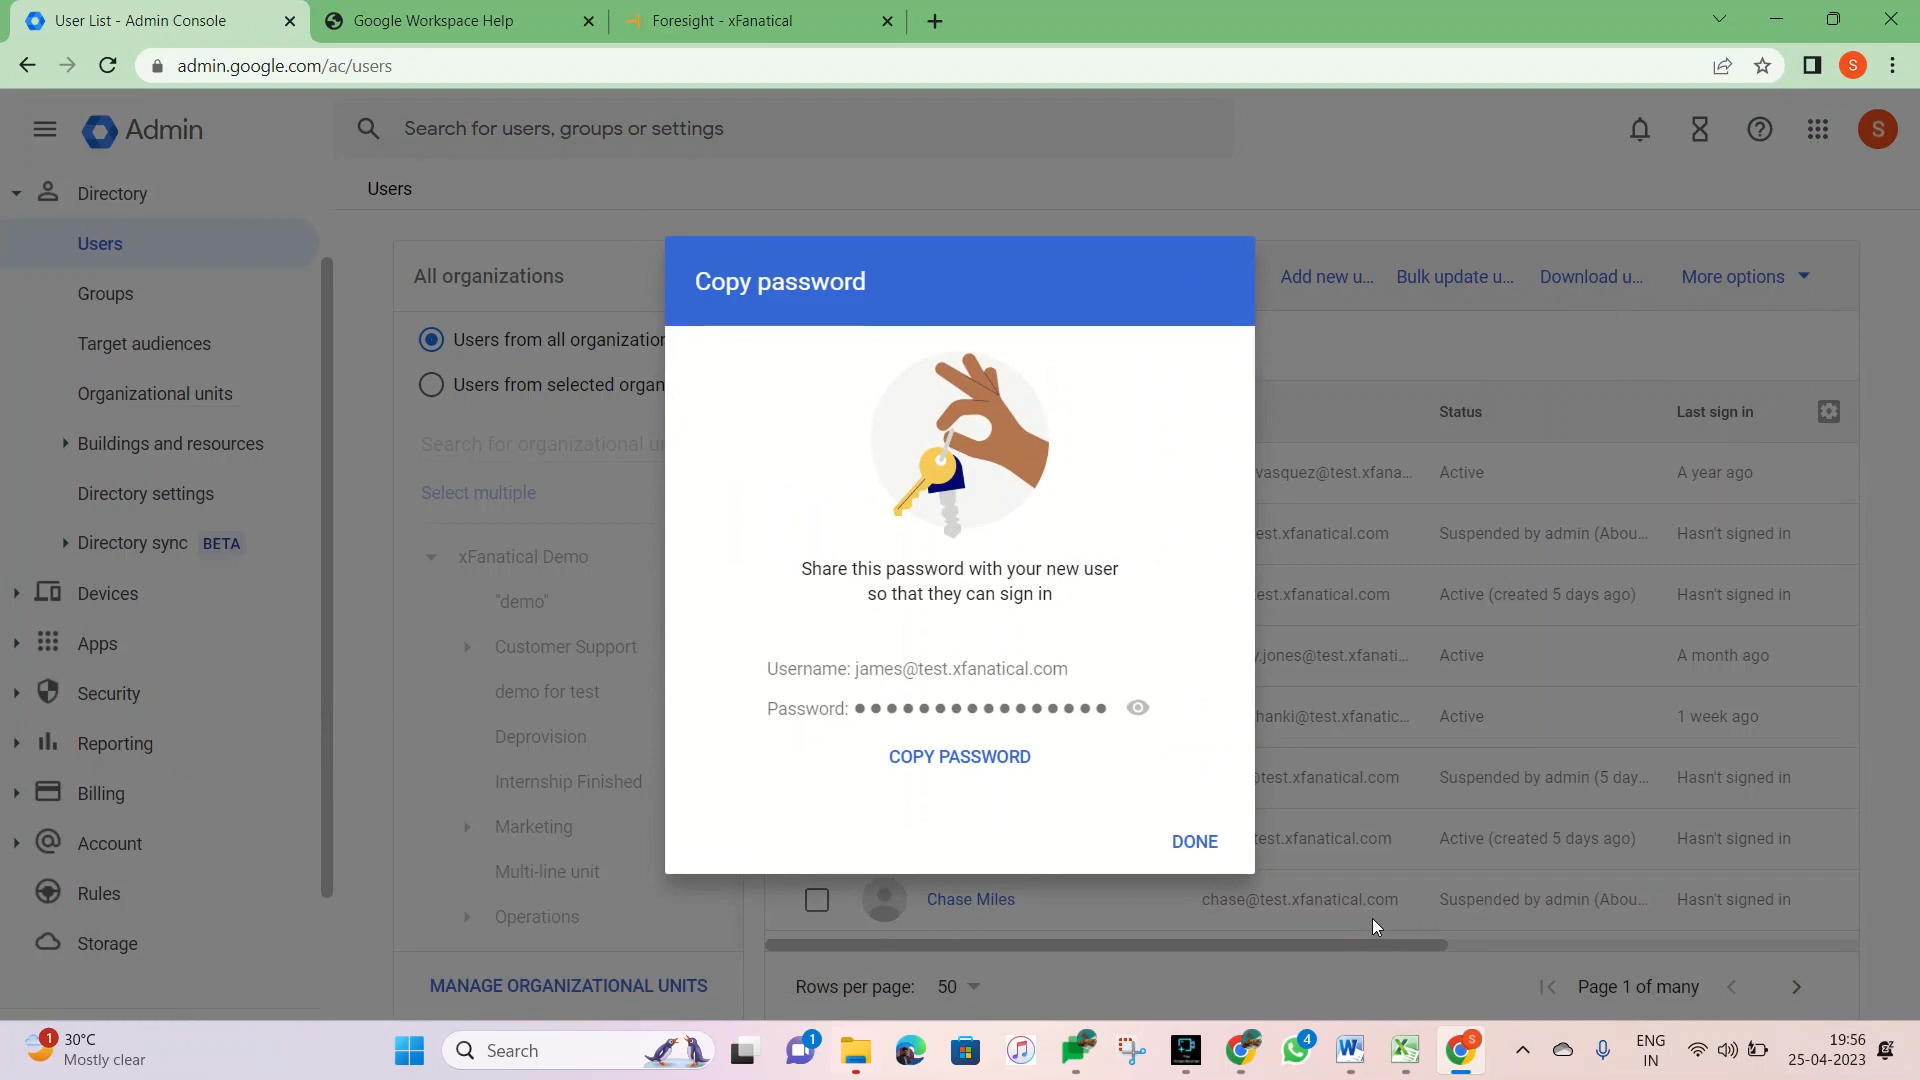 User List - Admin Console
Google Workspace Help
Foresight - xFanatical
admin.google.com/ac/users
S
Admin
Search for users, groups or settings
S
Directory
Users
Groups
Target audiences
Organizational units
Buildings and resources
Directory settings
Directory sync BETA
Devices
Apps
Security
Reporting
Billing
Account
Rules
Storage
Users
All organizations
Users from all organization
Users from selected organ
Search for organizational un
Select multiple
xFanatical Demo
"demo"
Customer Support
demo for test
Deprovision
Internship Finished
Marketing
Multi-line unit
Operations
MANAGE ORGANIZATIONAL UNITS
Add new u... Bulk update u... Download u... More options
Status Last sign in
vasquez@test.xfana... Active A year ago
est.xfanatical.com Suspended by admin (Abou... Hasn't signed in
est.xfanatical.com Active (created 5 days ago) Hasn't signed in
y.jones@test.xfanati... Active A month ago
hanki@test.xfanatic... Active 1 week ago
test.xfanatical.com Suspended by admin (5 day... Hasn't signed in
test.xfanatical.com Active (created 5 days ago) Hasn't signed in
Chase Miles chase@test.xfanatical.com Suspended by admin (Abou... Hasn't signed in
Rows per page: 50 Page 1 of many
Copy password
Share this password with your new user
so that they can sign in
Username: james@test.xfanatical.com
Password: ••••••••••••••••
COPY PASSWORD
DONE
1
30°C
Mostly clear
Search
1
4
S
ENG
IN
19:56
25-04-2023